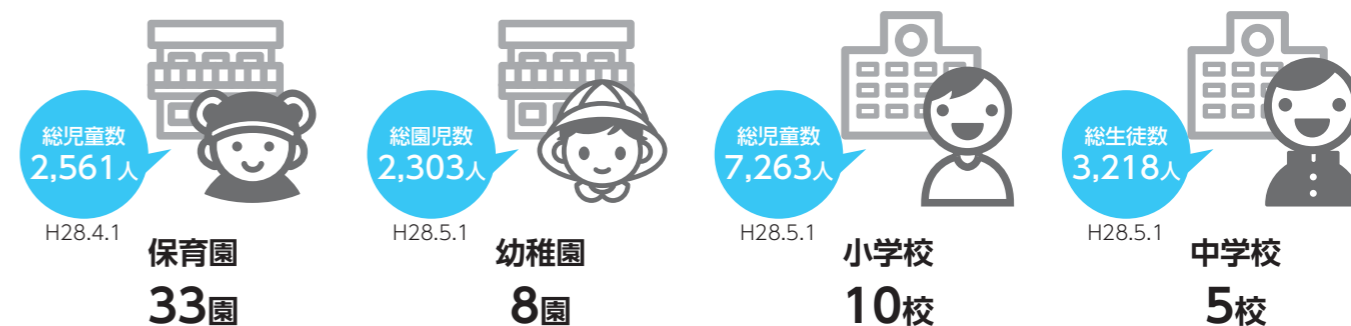 総児童数
2,561人
H28.4.1
保育園
33園
総園児数
2,303人
H28.5.1
幼稚園
8園
総児童数
7,263人
H28.5.1
小学校
10校
総生徒数
3,218人
H28.5.1
中学校
5校